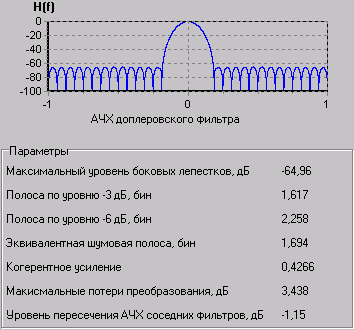 H(f)
0
-20
-40
-60
-80
-100
-1 0 1
АЧХ доплеровского фильтра
Параметры
Максимальный уровень боковых лепестков, дБ -64,96
Полоса по уровню -3 дБ, бин 1,617
Полоса по уровню -6 дБ, бин 2,258
Эквивалентная шумовая полоса, бин 1,694
Когерентное усиление 0,4266
Макисмальные потери преобразования, дБ 3,438
Уровень пересечения АЧХ соседних фильтров, дБ -1,15